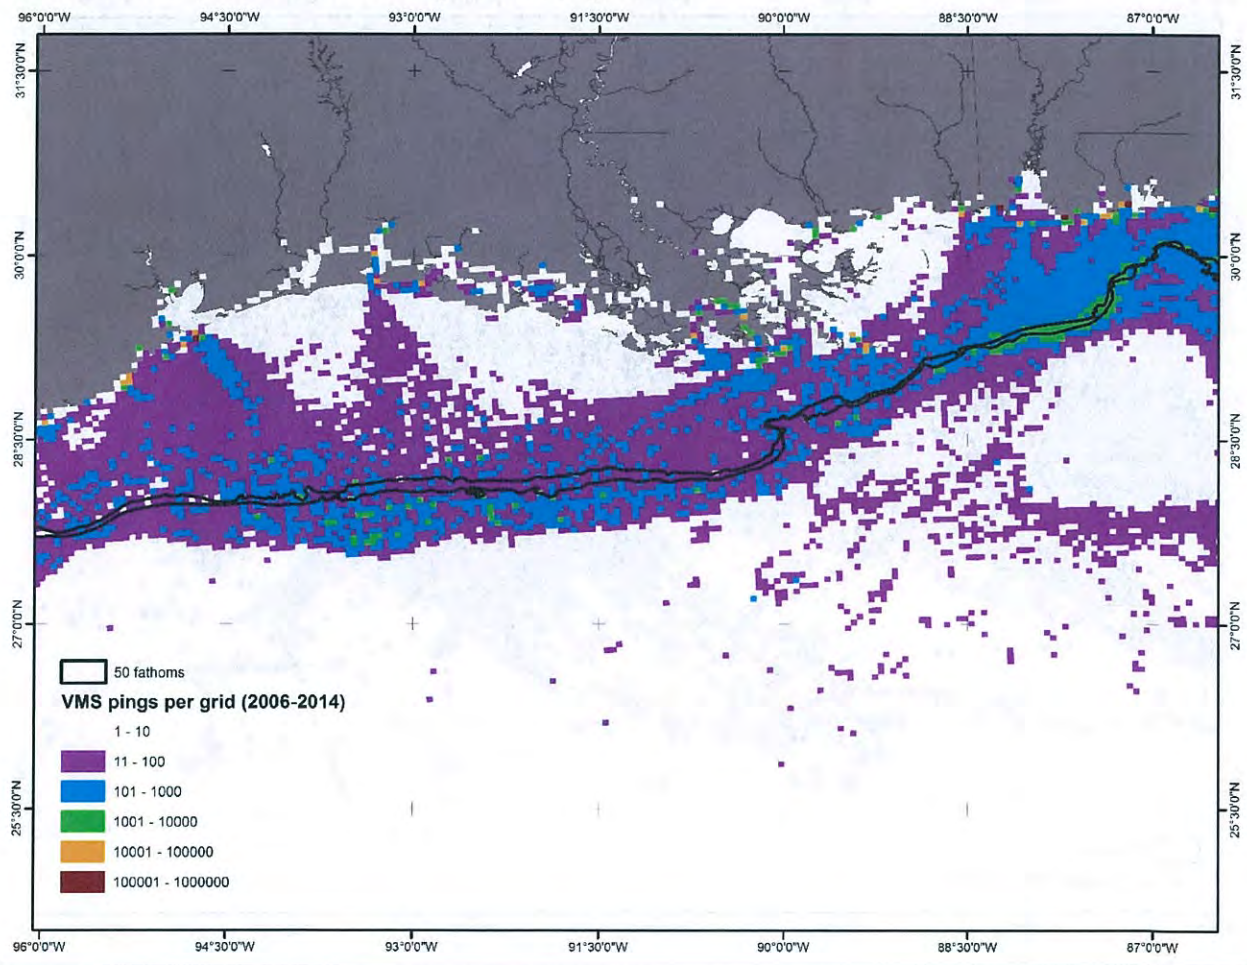 96°0'0"W 94°30'0"W 93°0'0"W 91°30'0"W 90°0'0"W 88°30'0"W 87°0'0"W
31°30'0"N 31°30'0"N
30°0'0"N 30°0'0"N
28°30'0"N 28°30'0"N
27°0'0"N 27°0'0"N
50 fathoms
VMS pings per grid (2006-2014)
1 - 10
11 - 100
101 - 1000
25°30'0"N 25°30'0"N
1001 - 10000
10001 - 100000
100001 - 1000000
96°0'0"W 94°30'0"W 93°0'0"W 91°30'0"W 90°0'0"W 88°30'0"W 87°0'0"W